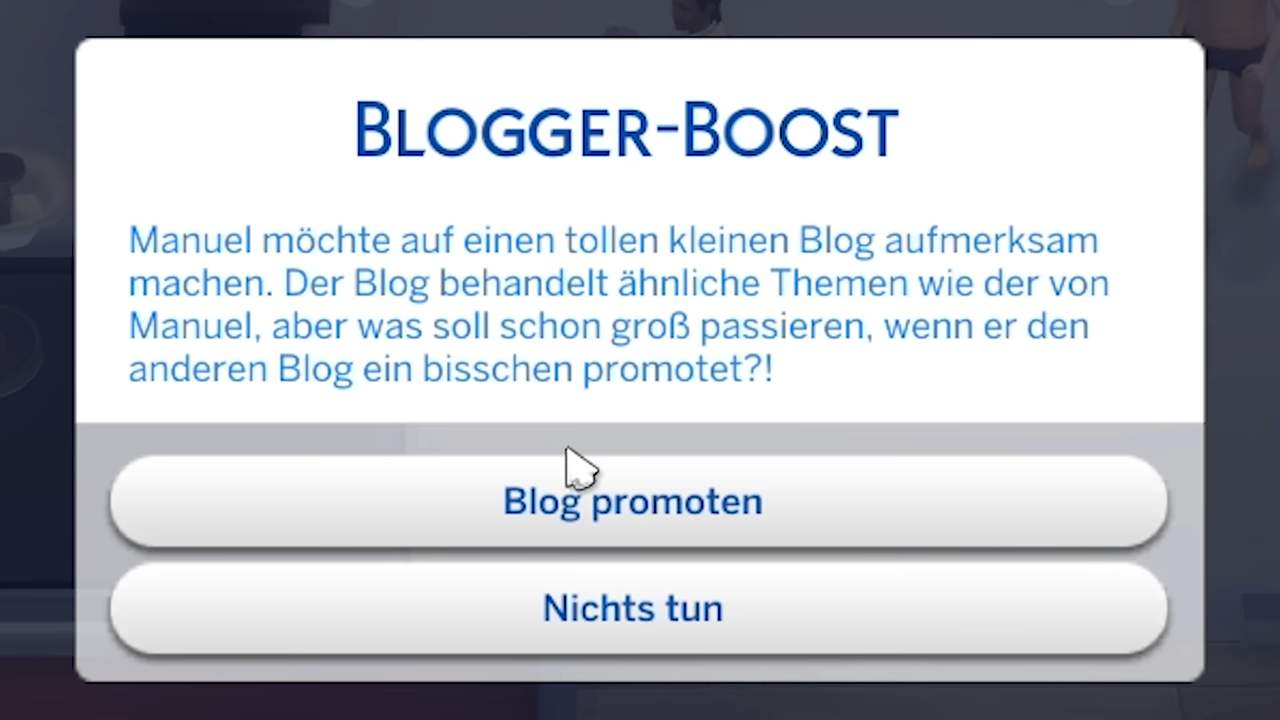 BLOGGER-BOOST
Manuel möchte auf einen tollen kleinen Blog aufmerksam
machen. Der Blog behandelt ähnliche Themen wie der von
Manuel, aber was soll schon groß passieren, wenn er den
anderen Blog ein bisschen promotet?!
Blog promoten
Nichts tun